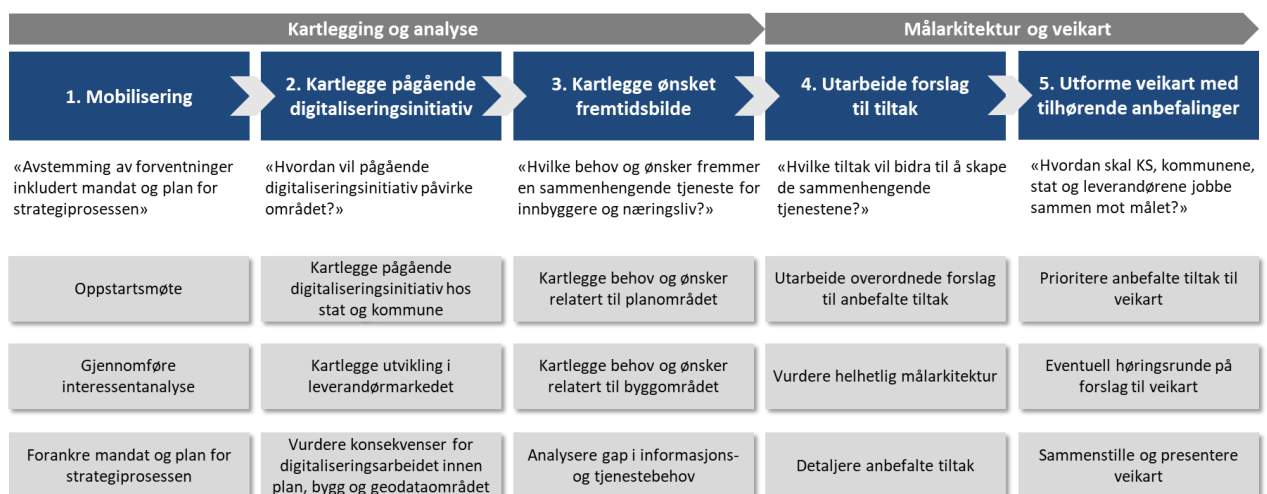 Kartlegging og analyse
Målarkitektur og veikart
1. Mobilisering
2. Kartlegge pågående
digitaliseringsinitiativ
3. Kartlegge ønsket
fremtidsbilde
4. Utarbeide forslag
til tiltak
5. Utforme veikart med
tilhørende anbefalinger
«Avstemming av forventninger
inkludert mandat og plan for
strategiprosessen»
«Hvordan vil pågående
digitaliseringsinitiativ påvirke
området?»
«Hvilke behov og ønsker fremmer
en sammenhengende tjeneste for
innbyggere og næringsliv?»
«Hvilke tiltak vil bidra til å skape
de sammenhengende
tjenestene?»
«Hvordan skal KS, kommunene,
stat og leverandørene jobbe
sammen mot målet?»
Oppstartsmøte
Kartlegge pågående
digitaliseringsinitiativ hos
stat og kommune
Kartlegge behov og ønsker
relatert til planområdet
Utarbeide overordnede forslag
til anbefalte tiltak
Prioritere anbefalte tiltak til
veikart
Gjennomføre
interessentanalyse
Kartlegge utvikling i
leverandørmarkedet
Kartlegge behov og ønsker
relatert til byggområdet
Vurdere helhetlig målarkitektur
Eventuell høringsrunde på
forslag til veikart
Forankre mandat og plan for
strategiprosessen
Vurdere konsekvenser for
digitaliseringsarbeidet innen
plan, bygg og geodataområdet
Analysere gap i informasjons-
og tjenestebehov
Detaljere anbefalte tiltak
Sammenstille og presentere
veikart